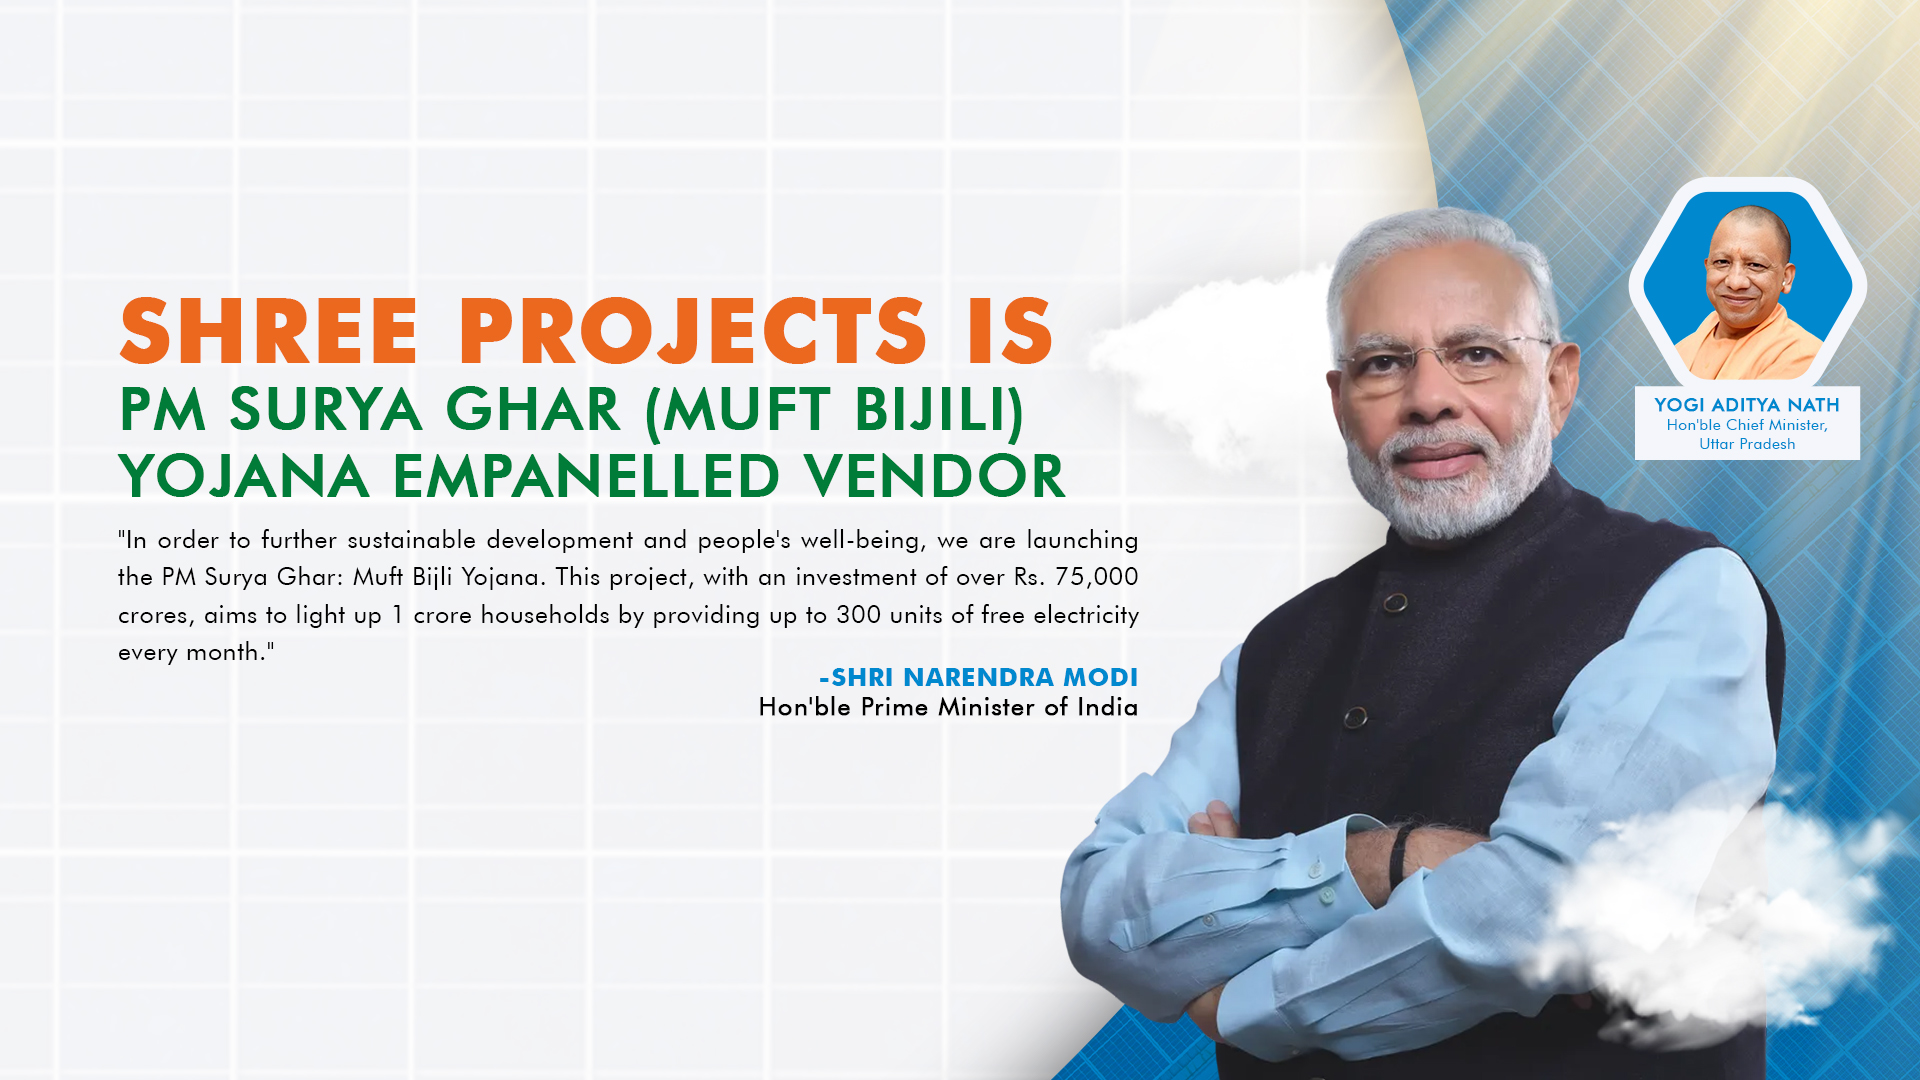 SHREE PROJECTS IS
PM SURYA GHAR (MUFT BIJILI)
YOJANA EMPANELLED VENDOR
"In order to further sustainable development and people's well-being, we are launching
the PM Surya Ghar: Muft Bijli Yojana. This project, with an investment of over Rs. 75,000
crores, aims to light up 1 crore households by providing up to 300 units of free electricity
every month."
-SHRI NARENDRA MODI
Hon'ble Prime Minister of India
YOGI ADITYA NATH
Hon'ble Chief Minister,
Uttar Pradesh